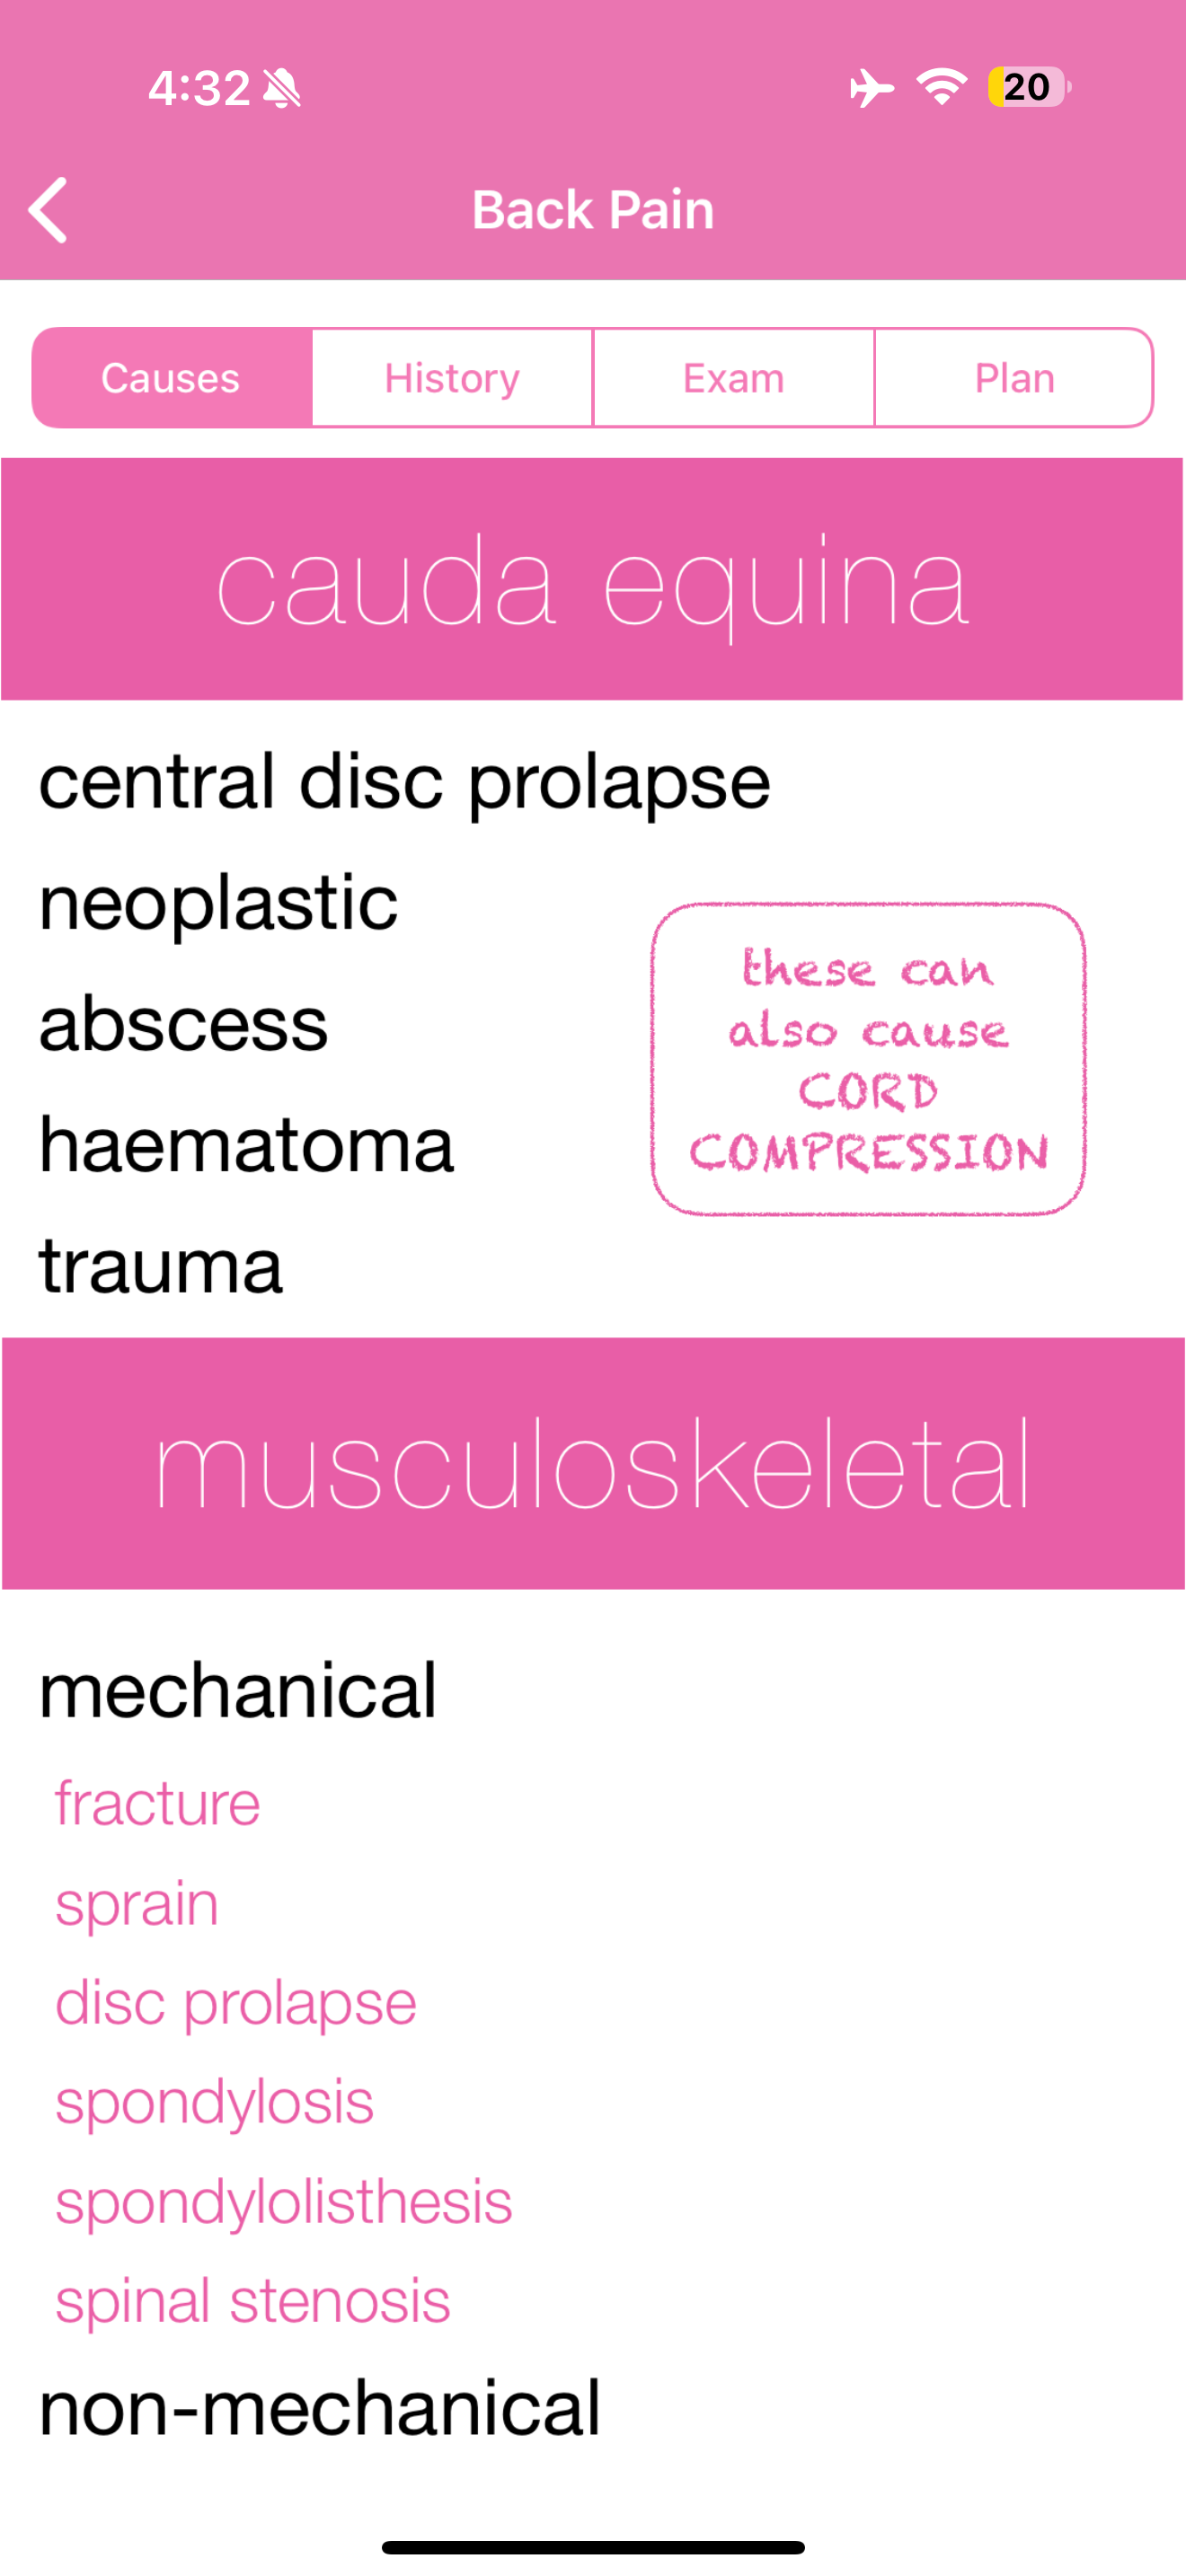 4:32
20
Back Pain
Causes History Exam Plan
cauda equina
central disc prolapse
neoplastic
abscess
haematoma
trauma
these can
also cause
CORD
COMPRESSION
musculoskeletal
mechanical
fracture
sprain
disc prolapse
spondylosis
spondylolisthesis
spinal stenosis
non-mechanical